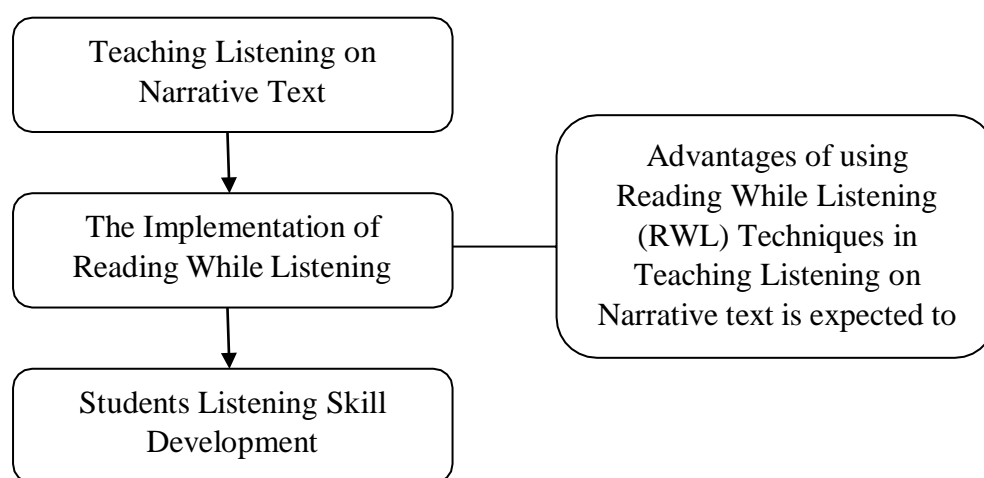 Teaching Listening on
Narrative Text
The Implementation of
Reading While Listening
Students Listening Skill
Development
Advantages of using
Reading While Listening
(RWL) Techniques in
Teaching Listening on
Narrative text is expected to